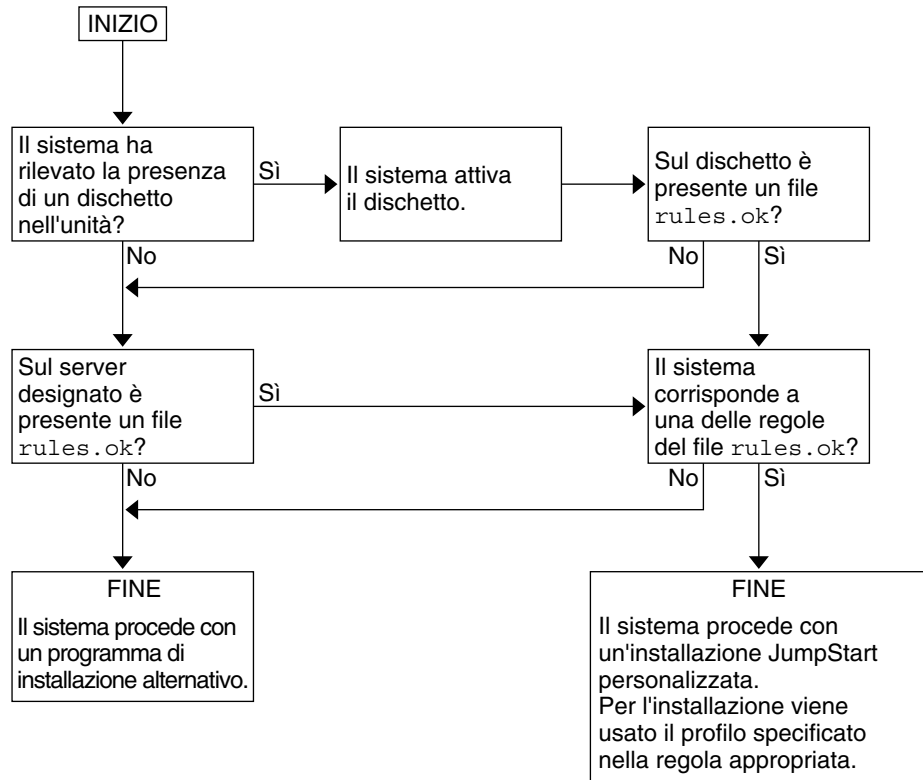 INIZIO
Il sistema ha
rilevato la presenza
di un dischetto
nell'unità?
Sì
Il sistema attiva
il dischetto.
Sul dischetto è
presente un file
rules.ok?
No
No
Sì
Sul server
designato è
presente un file
rules.ok?
Sì
Il sistema
corrisponde a
una delle regole
del file rules.ok?
No
No
Sì
FINE
Il sistema procede con
un programma di
installazione alternativo.
FINE
Il sistema procede con
un'installazione JumpStart
personalizzata.
Per l'installazione viene
usato il profilo specificato
nella regola appropriata.